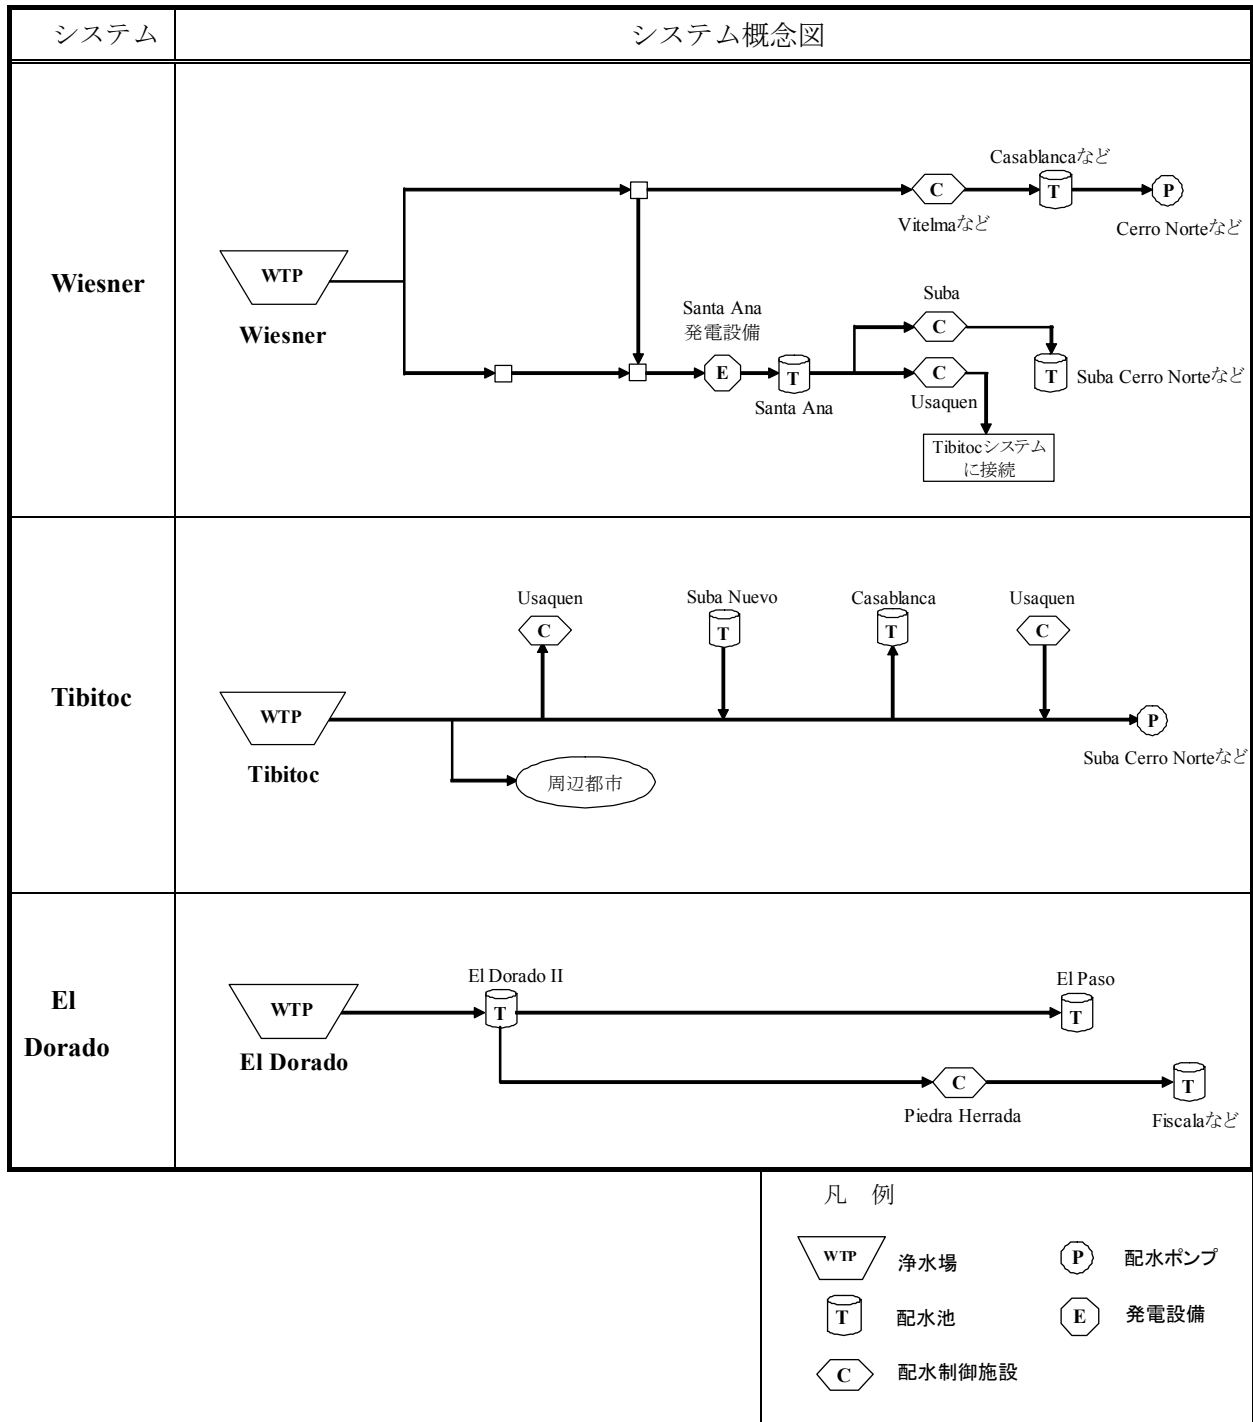 システム
システム概念図
Wiesner
WTP
Wiesner
C
Vitelmaなど
Casablancaなど
T
P
Cerro Norteなど
Santa Ana
発電設備
E
T
Santa Ana
Suba
C
C
Usaquen
T
Suba Cerro Norteなど
Tibitocシステム
に接続
Tibitoc
WTP
Tibitoc
周辺都市
Usaquen
C
Suba Nuevo
T
Casablanca
T
Usaquen
C
P
Suba Cerro Norteなど
El
Dorado
WTP
El Dorado
El Dorado II
T
El Paso
T
C
Piedra Herrada
T
Fiscalaなど
凡 例
WTP 浄水場
P 配水ポンプ
T 配水池
E 発電設備
C 配水制御施設